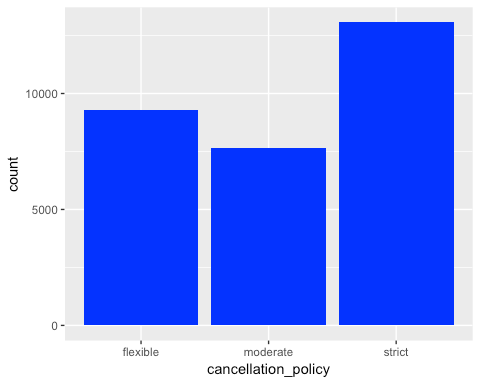 count
10000
5000
0
flexible
moderate
strict
cancellation_policy